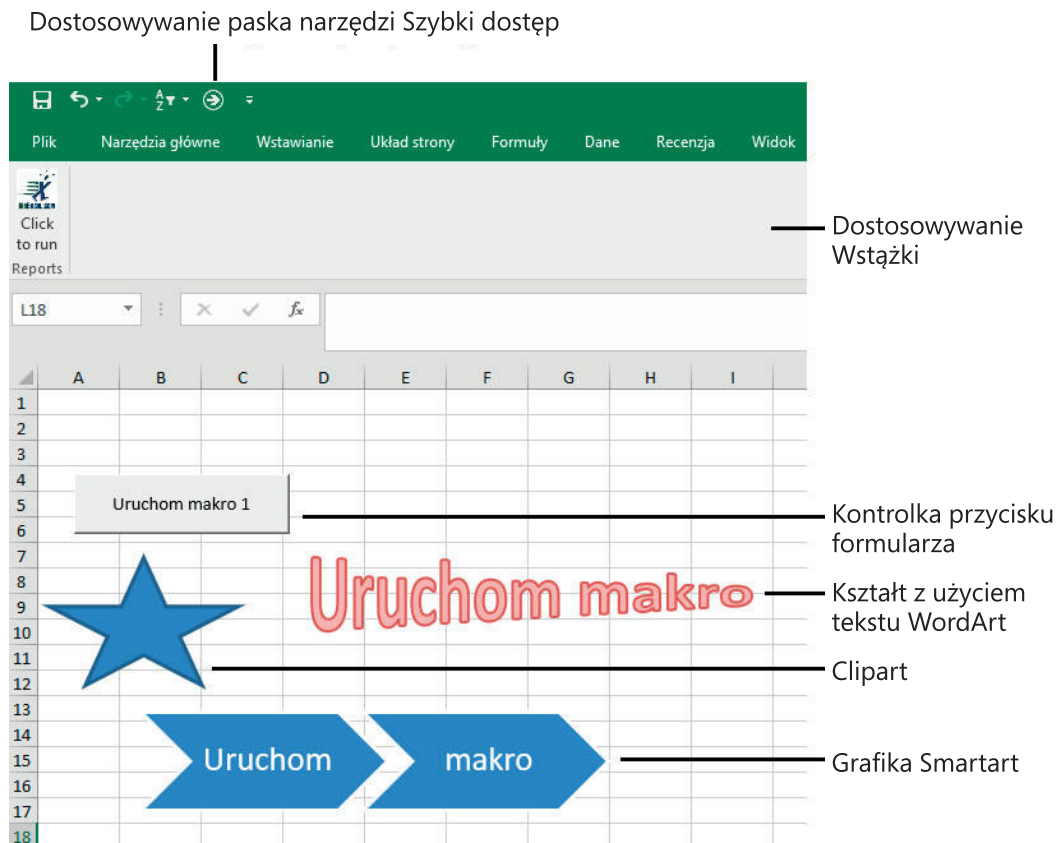 Dostosowywanie paska narzędzi Szybki dostęp
Plik Narzędzia główne Wstawianie Układ strony Formuły Dane Recenzja Widok
Click
to run
Reports
Dostosowywanie
Wstążki
L18 fx
A B C D E F G H I
1
2
3
4
5
6
7
8
9
10
11
12
13
14
15
16
17
18
Uruchom makro 1
Kontrolka przycisku
formularza
Uruchom makro
Kształt z użyciem
tekstu WordArt
Clipart
Uruchom makro
Grafika Smartart